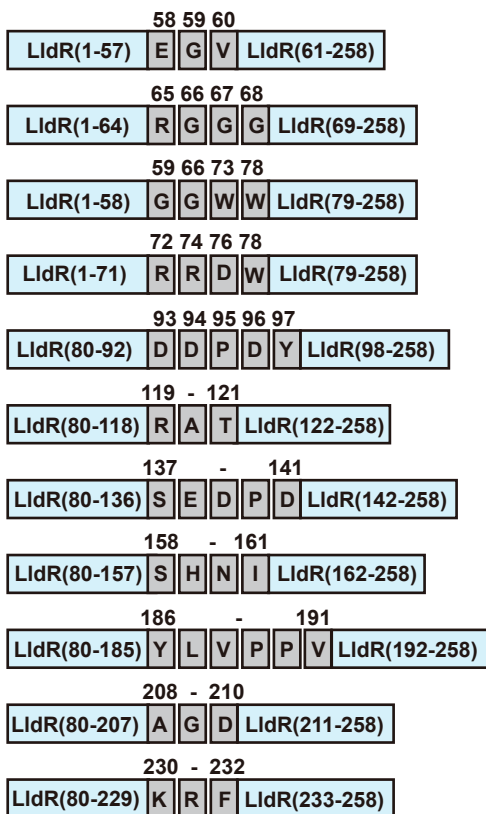 58 59 60
LldR(1-57) E G V LldR(61-258)
65 66 67 68
LldR(1-64) R G G G LldR(69-258)
59 66 73 78
LldR(1-58) G G W W LldR(79-258)
72 74 76 78
LldR(1-71) R R D W LldR(79-258)
93 94 95 96 97
LldR(80-92) D D P D Y LldR(98-258)
119 - 121
LldR(80-118) R A T LldR(122-258)
137 - 141
LldR(80-136) S E D P D LldR(142-258)
158 - 161
LldR(80-157) S H N I LldR(162-258)
186 - 191
LldR(80-185) Y L V P P V LldR(192-258)
208 - 210
LldR(80-207) A G D LldR(211-258)
230 - 232
LldR(80-229) K R F LldR(233-258)